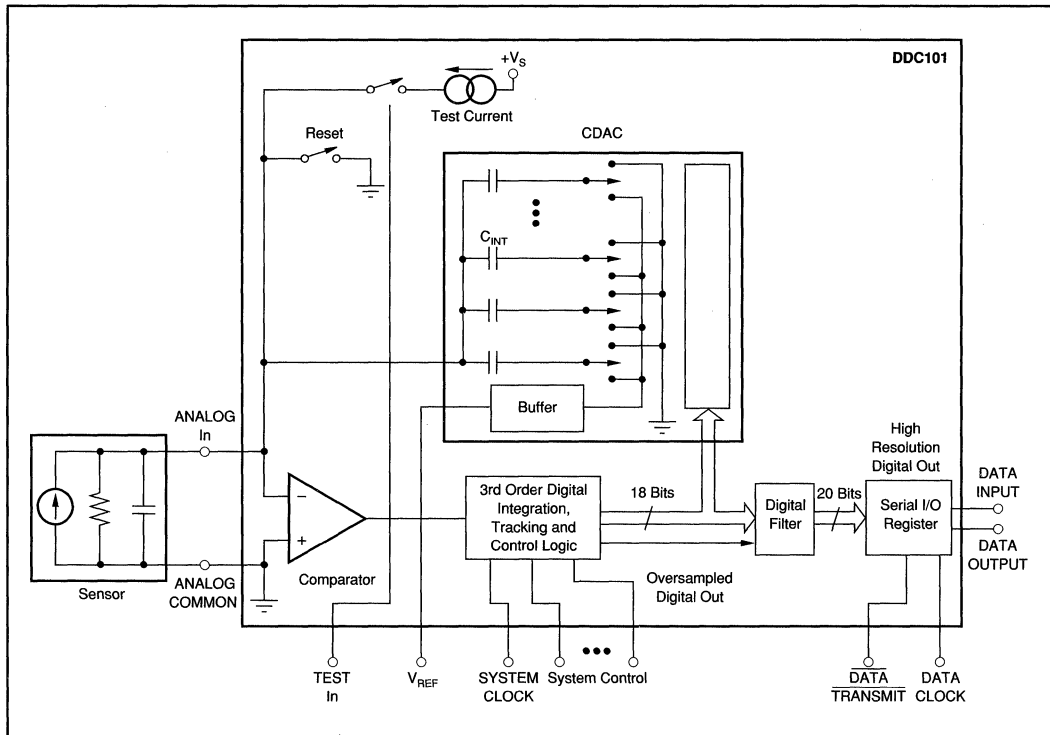 DDC101
+VS
Test Current
Reset
CDAC
CINT
Buffer
ANALOG
In
High
Resolution
Digital Out
DATA
INPUT
−
+
3rd Order Digital
Integration,
Tracking and
Control Logic
18 Bits
Digital
Filter
20 Bits
Serial I/O
Register
DATA
OUTPUT
Sensor
ANALOG
COMMON
Comparator
Oversampled
Digital Out
TEST
In
VREF
SYSTEM
CLOCK
System Control
DATA
TRANSMIT
DATA
CLOCK